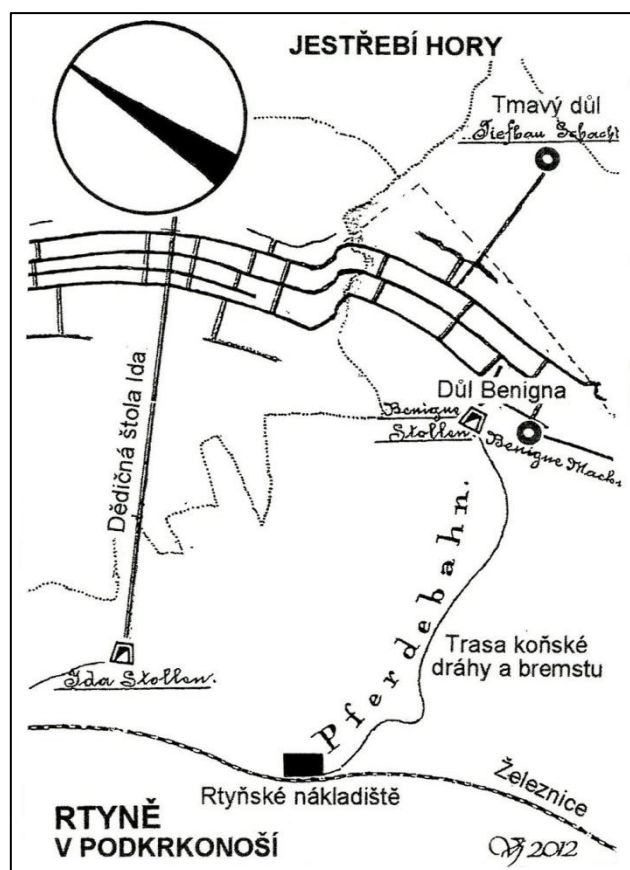 JESTŘEBÍ HORY
Tmavý důl
Tiefbau Schacht
Důl Benigna
Benigne
Stollen
Benigne
Dědičná štola Ida
Pferdebahn.
Trasa koňské
dráhy a bremstu
Ida Stollen.
Rtyňské nákladiště
Železnice
RTYNĚ
V PODKRKONOŠÍ
2012